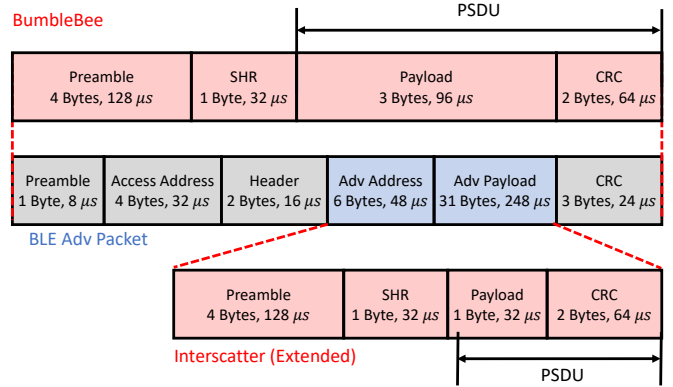 BumbleBee
PSDU
Preamble
4 Bytes, 128 μs
SHR
1 Byte, 32 μs
Payload
3 Bytes, 96 μs
CRC
2 Bytes, 64 μs
Preamble
1 Byte, 8 μs
Access Address
4 Bytes, 32 μs
Header
2 Bytes, 16 μs
Adv Address
6 Bytes, 48 μs
Adv Payload
31 Bytes, 248 μs
CRC
3 Bytes, 24 μs
BLE Adv Packet
Preamble
4 Bytes, 128 μs
SHR
1 Byte, 32 μs
Payload
1 Byte, 32 μs
CRC
2 Bytes, 64 μs
Interscatter (Extended)
PSDU